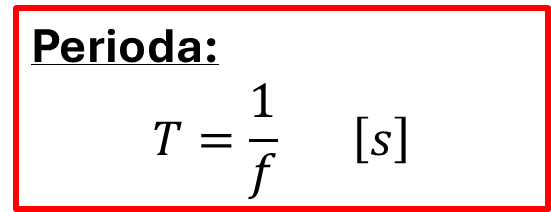 Perioda:
T = 1/f [s]